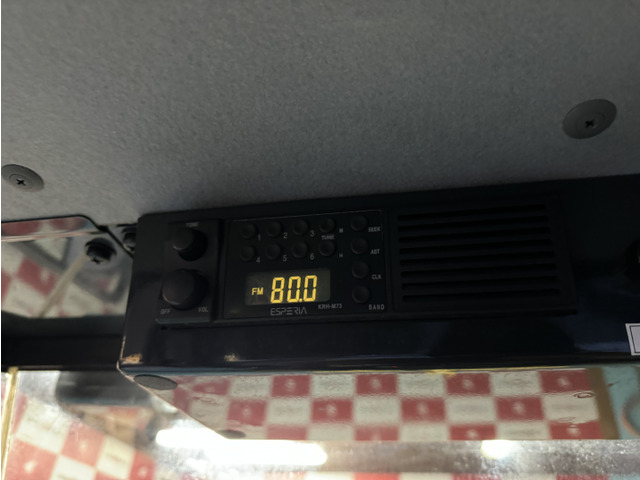 TONE
1 2 3 M SEEK
4 5 6 TUNE H AST
CLK
FM 80.0
OFF VOL ESPERIA KRH-M73 BAND